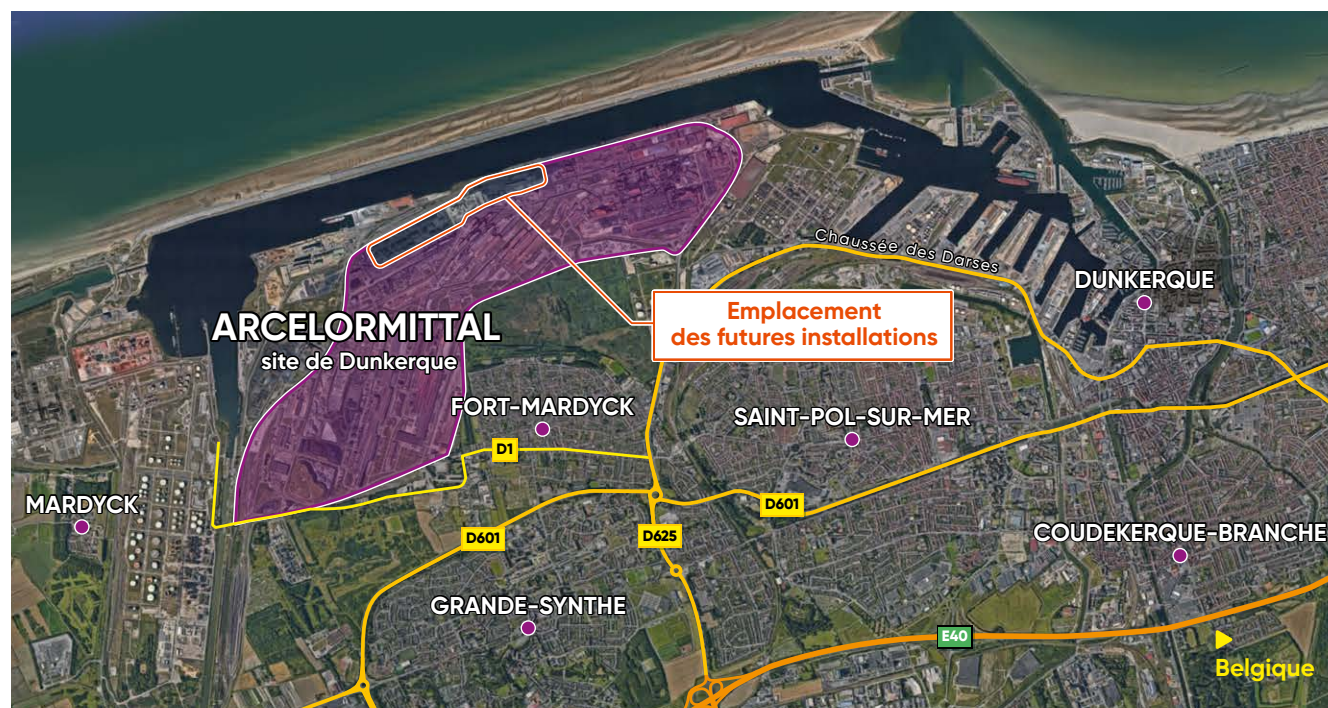 Chaussée des Darses
DUNKERQUE
Emplacement
des futures installations
ARCELORMITTAL
site de Dunkerque
FORT-MARDYCK
SAINT-POL-SUR-MER
D1
MARDYCK
D601
D601
D625
COUDEKERQUE-BRANCHE
GRANDE-SYNTHE
E40
Belgique